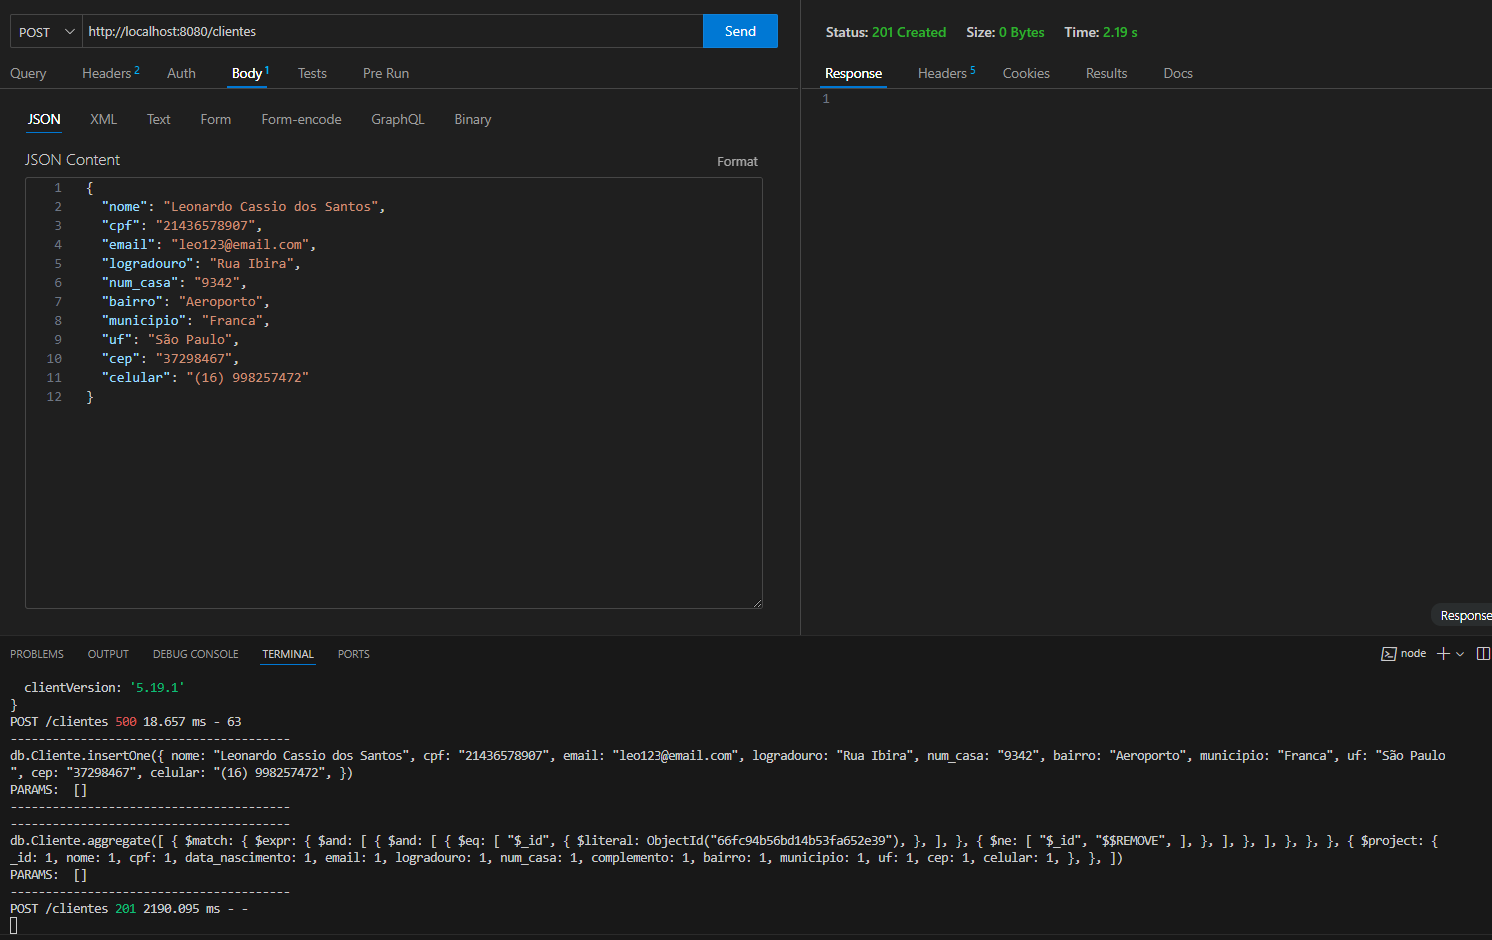 POST http://localhost:8080/clientes Send
Status: 201 Created Size: 0 Bytes Time: 2.19 s
Query Headers 2 Auth Body 1 Tests Pre Run
Response Headers 5 Cookies Results Docs
1
JSON XML Text Form Form-encode GraphQL Binary
JSON Content Format
1 {
2 "nome": "Leonardo Cassio dos Santos",
3 "cpf": "21436578907",
4 "email": "leo123@email.com",
5 "logradouro": "Rua Ibira",
6 "num_casa": "9342",
7 "bairro": "Aeroporto",
8 "municipio": "Franca",
9 "uf": "São Paulo",
10 "cep": "37298467",
11 "celular": "(16) 998257472"
12 }
Response
PROBLEMS OUTPUT DEBUG CONSOLE TERMINAL PORTS node
clientVersion: '5.19.1'
}
POST /clientes 500 18.657 ms - 63
----------------------------------------
db.Cliente.insertOne({ nome: "Leonardo Cassio dos Santos", cpf: "21436578907", email: "leo123@email.com", logradouro: "Rua Ibira", num_casa: "9342", bairro: "Aeroporto", municipio: "Franca", uf: "São Paulo
", cep: "37298467", celular: "(16) 998257472", })
PARAMS:  []
----------------------------------------
----------------------------------------
db.Cliente.aggregate([ { $match: { $expr: { $and: [ { $and: [ { $eq: [ "$_id", { $literal: ObjectId("66fc94b56bd14b53fa652e39"), }, ], }, { $ne: [ "$_id", "$$REMOVE", ], }, ], }, ], }, }, }, { $project: {
_id: 1, nome: 1, cpf: 1, data_nascimento: 1, email: 1, logradouro: 1, num_casa: 1, complemento: 1, bairro: 1, municipio: 1, uf: 1, cep: 1, celular: 1, }, }, ])
PARAMS:  []
----------------------------------------
POST /clientes 201 2190.095 ms - -